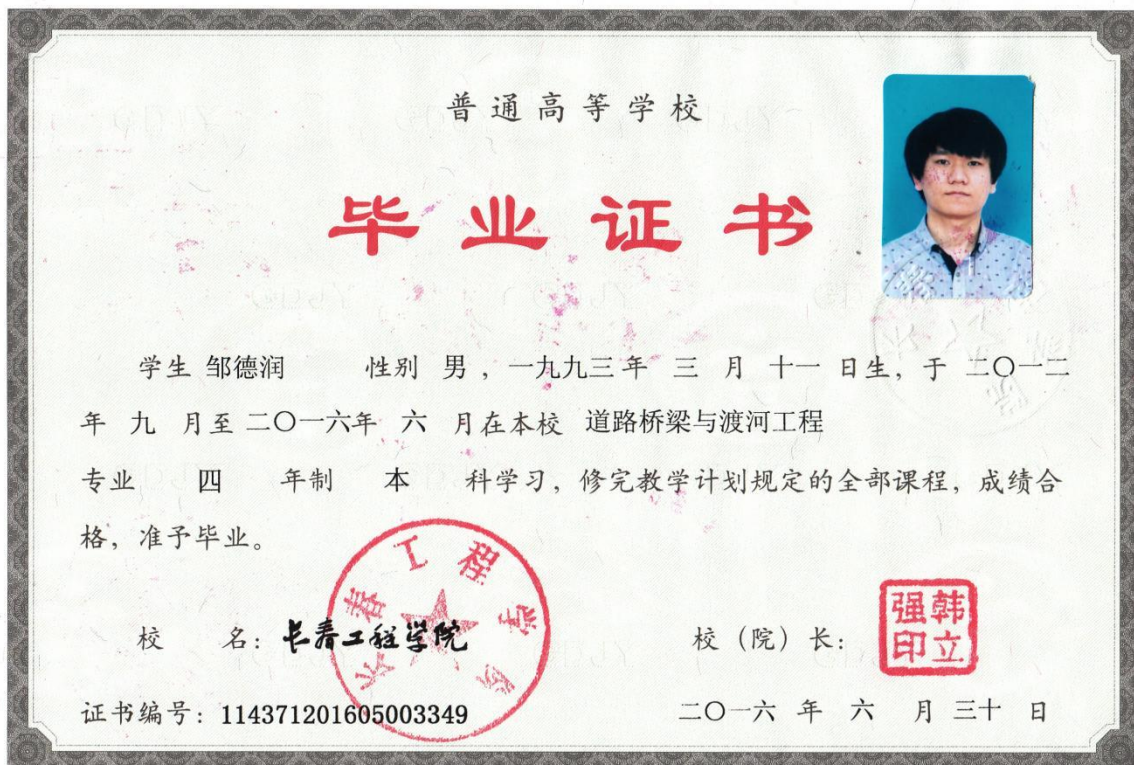 普通高等学校
毕业证书
学生 邹德润 性别 男 ，一九九三 年 三 月 十一 日生，于 二〇一二
年 九 月至 二〇一六年 六 月在本校 道路桥梁与渡河工程
专业 四 年制 本 科学习，修完教学计划规定的全部课程，成绩合
格，准予毕业。
长春工程学院
校 名：长春工程学院
校（院）长：
强韩
印立
证书编号：114371201605003349
二〇一六 年 六 月 三十 日